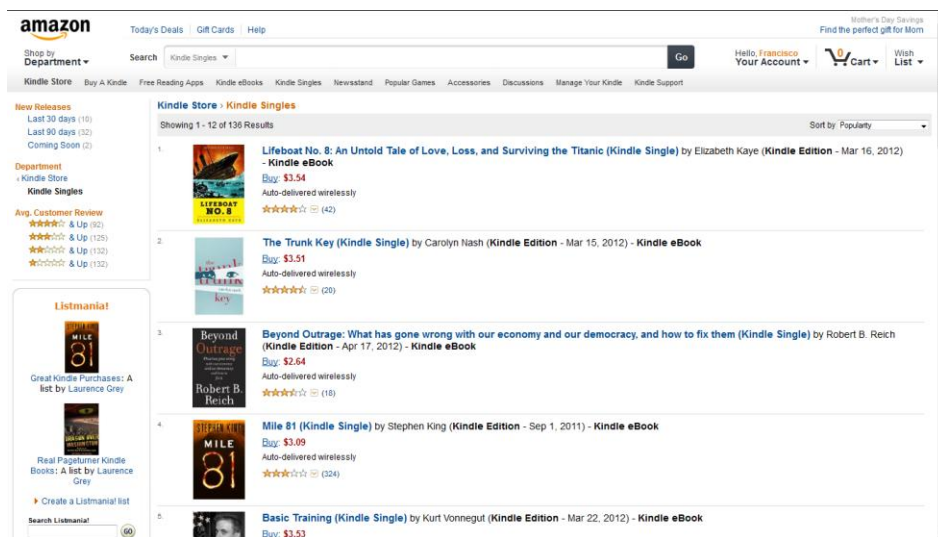 amazon
Today's Deals
Gift Cards
Help
Mother's Day Savings
Find the perfect gift for Mom
Shop by
Department
Search
Kindle Singles
Go
Hello, Francisco
Your Account
0
Cart
Wish
List
Kindle Store
Buy A Kindle
Free Reading Apps
Kindle eBooks
Kindle Singles
Newsstand
Popular Games
Accessories
Discussions
Manage Your Kindle
Kindle Support
New Releases
Last 30 days (10)
Last 90 days (32)
Coming Soon (2)
Department
‹ Kindle Store
Kindle Singles
Avg. Customer Review
& Up (92)
& Up (125)
& Up (132)
& Up (132)
Listmania!
STEPHEN KING
MILE
81
Great Kindle Purchases: A
list by Laurence Grey
Real Pageturner Kindle
Books: A list by Laurence
Grey
Create a Listmania! list
Search Listmania!
GO
Kindle Store › Kindle Singles
Showing 1 - 12 of 136 Results
Sort by Popularity
1.
LIFEBOAT
NO. 8
ELIZABETH KAYE
Lifeboat No. 8: An Untold Tale of Love, Loss, and Surviving the Titanic (Kindle Single) by Elizabeth Kaye (Kindle Edition - Mar 16, 2012)
- Kindle eBook
Buy: $3.54
Auto-delivered wirelessly
(42)
2.
the
trunk
key
The Trunk Key (Kindle Single) by Carolyn Nash (Kindle Edition - Mar 15, 2012) - Kindle eBook
Buy: $3.51
Auto-delivered wirelessly
(20)
3.
Beyond
Outrage
Robert B.
Reich
Beyond Outrage: What has gone wrong with our economy and our democracy, and how to fix them (Kindle Single) by Robert B. Reich
(Kindle Edition - Apr 17, 2012) - Kindle eBook
Buy: $2.64
Auto-delivered wirelessly
(18)
4.
STEPHEN KING
MILE
81
Mile 81 (Kindle Single) by Stephen King (Kindle Edition - Sep 1, 2011) - Kindle eBook
Buy: $3.09
Auto-delivered wirelessly
(324)
5.
Basic Training (Kindle Single) by Kurt Vonnegut (Kindle Edition - Mar 22, 2012) - Kindle eBook
Buy: $3.53